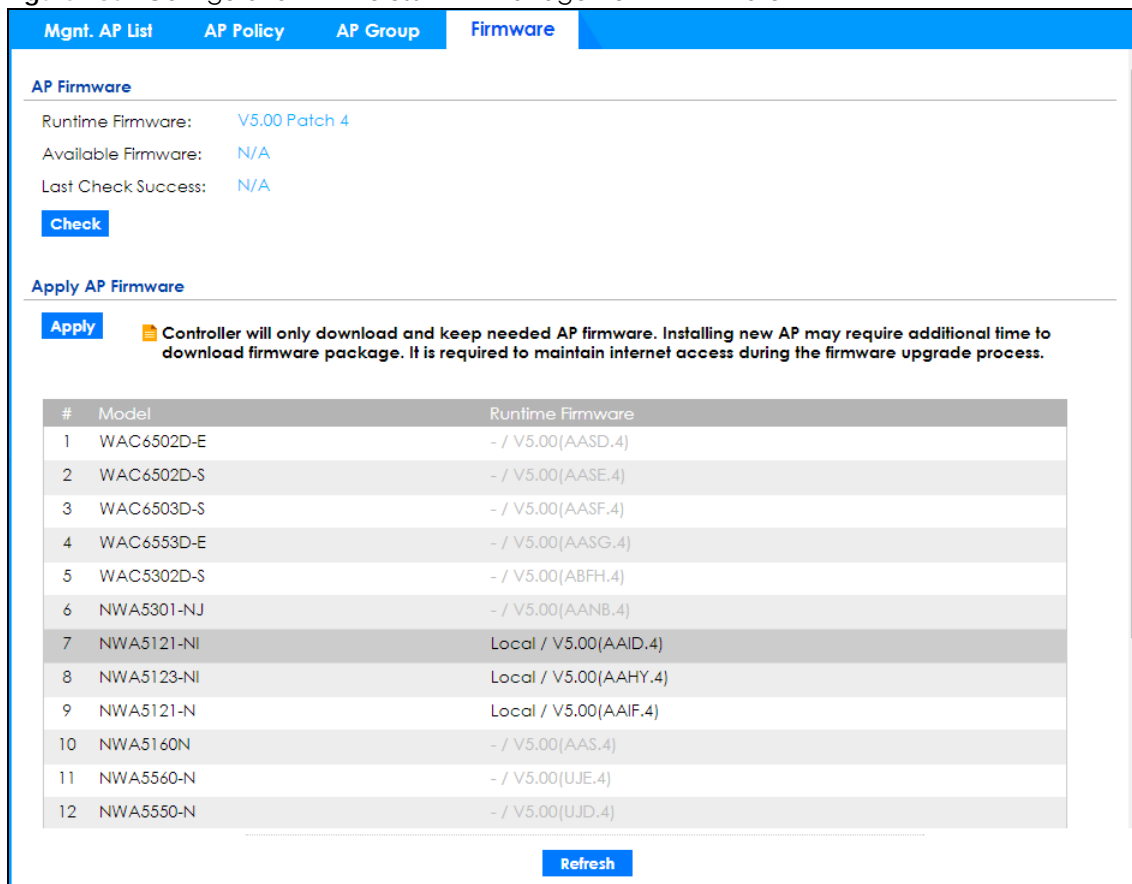 Mgnt. AP List AP Policy AP Group Firmware
AP Firmware
Runtime Firmware: V5.00 Patch 4
Available Firmware: N/A
Last Check Success: N/A
Check
Apply AP Firmware
Apply
Controller will only download and keep needed AP firmware. Installing new AP may require additional time to
download firmware package. It is required to maintain internet access during the firmware upgrade process.
# Model Runtime Firmware
1 WAC6502D-E - / V5.00(AASD.4)
2 WAC6502D-S - / V5.00(AASE.4)
3 WAC6503D-S - / V5.00(AASF.4)
4 WAC6553D-E - / V5.00(AASG.4)
5 WAC5302D-S - / V5.00(ABFH.4)
6 NWA5301-NJ - / V5.00(AANB.4)
7 NWA5121-NI Local / V5.00(AAID.4)
8 NWA5123-NI Local / V5.00(AAHY.4)
9 NWA5121-N Local / V5.00(AAIF.4)
10 NWA5160N - / V5.00(AAS.4)
11 NWA5560-N - / V5.00(UJE.4)
12 NWA5550-N - / V5.00(UJD.4)
Refresh